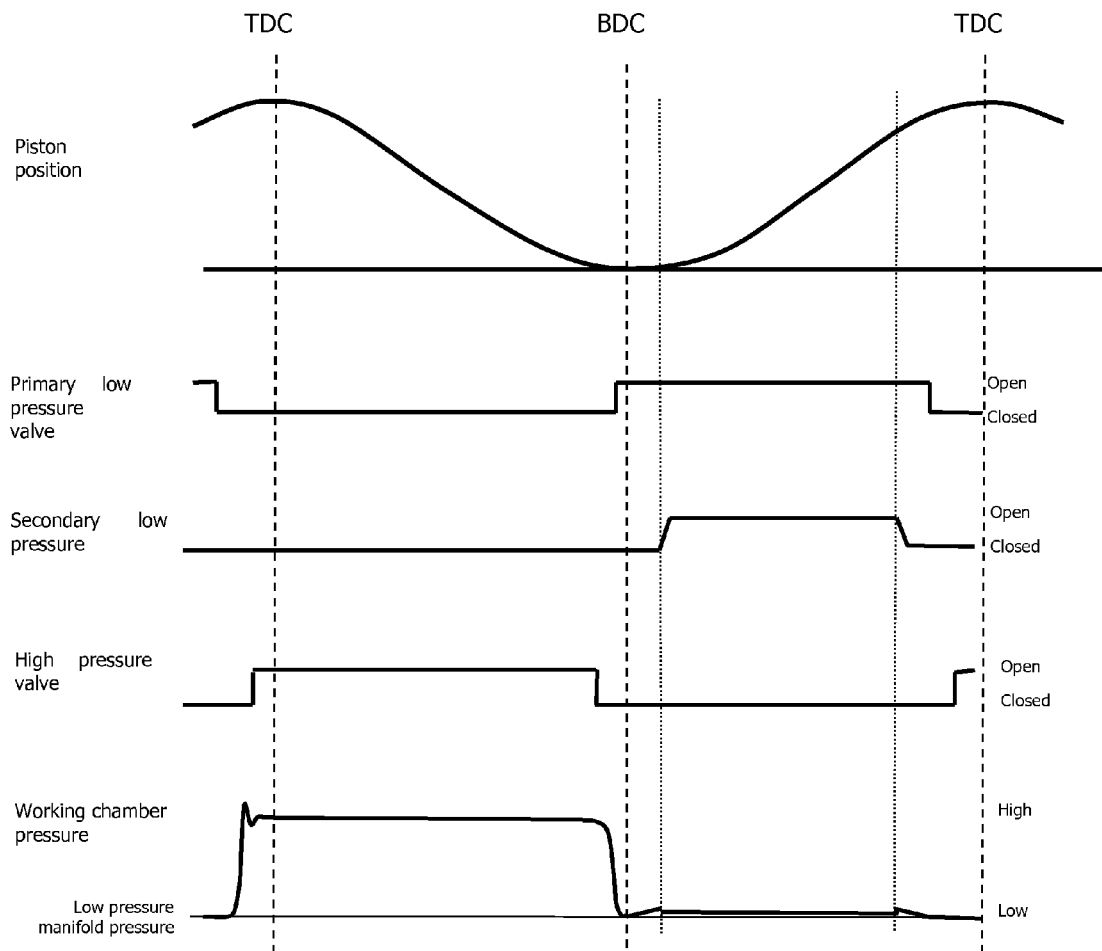 TDC
BDC
TDC
Piston
position
Primary low
pressure
valve
Open
Closed
Secondary low
pressure
Open
Closed
High pressure
valve
Open
Closed
Working chamber
pressure
High
Low pressure
manifold pressure
Low